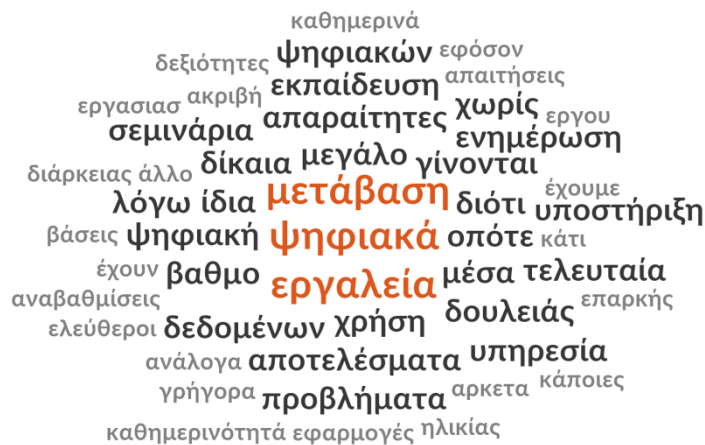 καθημερινά
δεξιότητες ψηφιακών εφόσον
εκπαίδευση απαιτήσεις
εργασιασ ακριβή απαραίτητες χωρίς εργου
σεμινάρια ενημέρωση
δίκαια μεγάλο γίνονται
διάρκειας άλλο
λόγω ίδια μετάβαση διότι έχουμε
υποστήριξη
βάσεις ψηφιακή ψηφιακά οπότε κάτι
έχουν βαθμο εργαλεία μέσα τελευταία
αναβαθμίσεις επαρκής
ελεύθεροι δεδομένων χρήση δουλειάς
ανάλογα αποτελέσματα υπηρεσία
γρήγορα προβλήματα αρκετα κάποιες
καθημερινότητά εφαρμογές ηλικίας